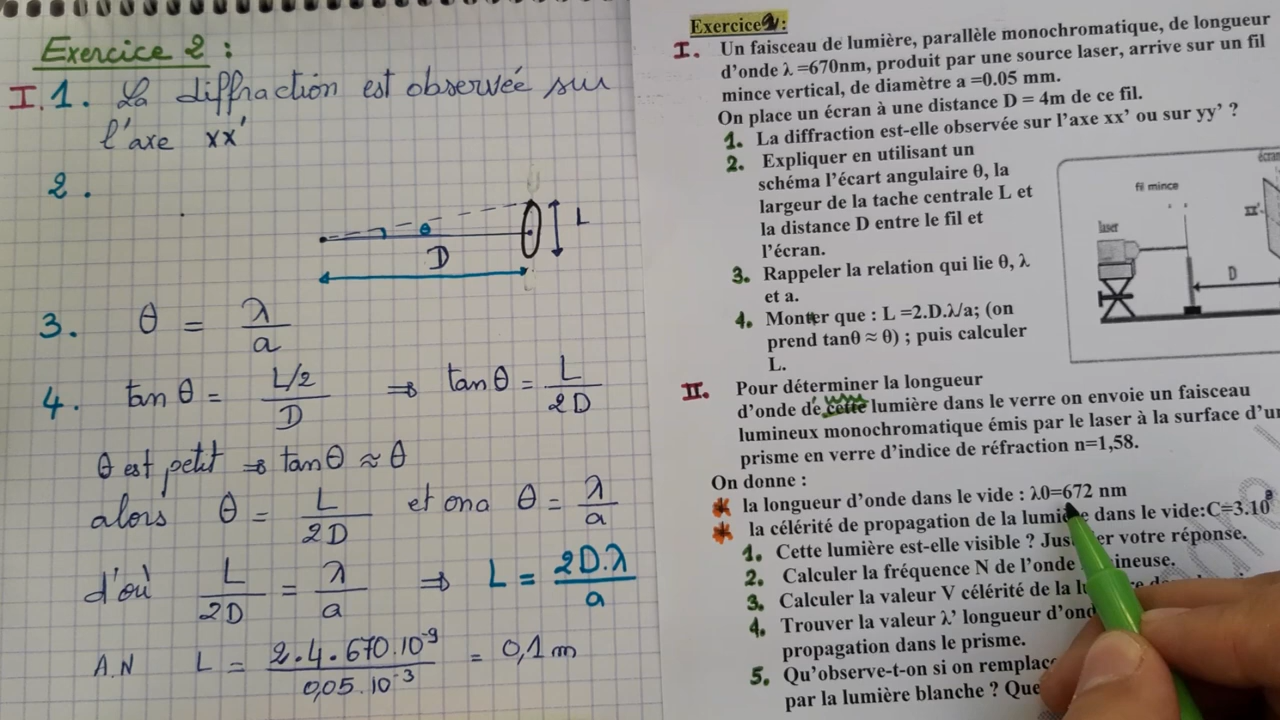 Exercice 2 :
I.1. La diffraction est observée sur
l'axe xx'
2.
θ
L
D
3. θ = λ/a
4. tan θ = (L/2)/D ⇒ tan θ = L/2D
θ est petit ⇒ tan θ ≈ θ
alors θ = L/2D et on a θ = λ/a
d'où L/2D = λ/a ⇒ L = 2D.λ/a
A.N L = 2.4.670.10⁻⁹/0,05.10⁻³ = 0,1 m
Exercice :
I. Un faisceau de lumière, parallèle monochromatique, de longueur
d'onde λ =670nm, produit par une source laser, arrive sur un fil
mince vertical, de diamètre a =0.05 mm.
On place un écran à une distance D = 4m de ce fil.
1. La diffraction est-elle observée sur l'axe xx' ou sur yy' ?
2. Expliquer en utilisant un
schéma l'écart angulaire θ, la
largeur de la tache centrale L et
la distance D entre le fil et
l'écran.
3. Rappeler la relation qui lie θ, λ
et a.
4. Montrer que : L =2.D.λ/a; (on
prend tanθ ≈ θ) ; puis calculer
L.
écran
fil mince
laser
D
II. Pour déterminer la longueur
d'onde de cette lumière dans le verre on envoie un faisceau
lumineux monochromatique émis par le laser à la surface d'un
prisme en verre d'indice de réfraction n=1,58.
On donne :
la longueur d'onde dans le vide : λ0=672 nm
la célérité de propagation de la lumière dans le vide:C=3.10⁸
1. Cette lumière est-elle visible ? Justifier votre réponse.
2. Calculer la fréquence N de l'onde lumineuse.
3. Calculer la valeur V célérité de la
4. Trouver la valeur λ' longueur d'ond
propagation dans le prisme.
5. Qu'observe-t-on si on remplac
par la lumière blanche ? Que